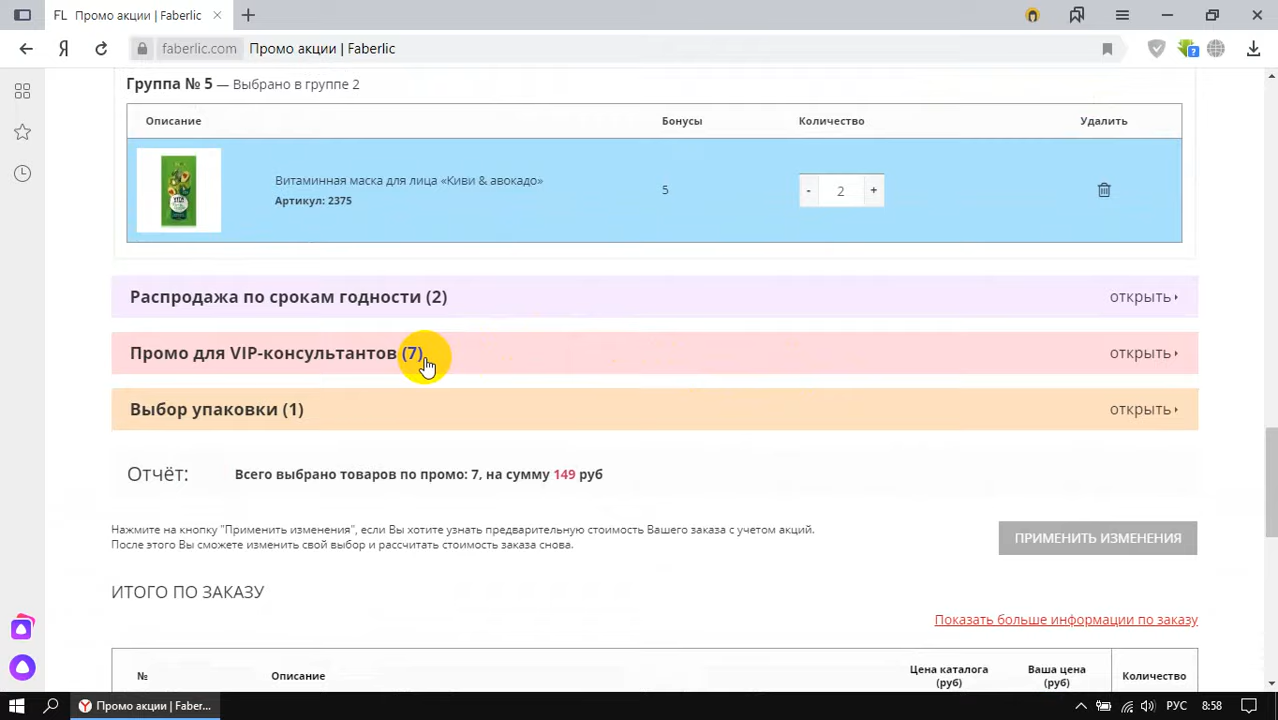 FL Промо акции | Faberlic
faberlic.com Промо акции | Faberlic
Группа № 5 — Выбрано в группе 2
Описание Бонусы Количество Удалить
Витаминная маска для лица «Киви & авокадо»
Артикул: 2375
5 - 2 +
Распродажа по срокам годности (2) открыть
Промо для VIP-консультантов (7) открыть
Выбор упаковки (1) открыть
Отчёт: Всего выбрано товаров по промо: 7, на сумму 149 руб
Нажмите на кнопку "Применить изменения", если Вы хотите узнать предварительную стоимость Вашего заказа с учетом акций.
После этого Вы сможете изменить свой выбор и рассчитать стоимость заказа снова.
ПРИМЕНИТЬ ИЗМЕНЕНИЯ
ИТОГО ПО ЗАКАЗУ
Показать больше информации по заказу
№ Описание Цена каталога (руб) Ваша цена (руб) Количество
Промо акции | Faber... РУС 8:58